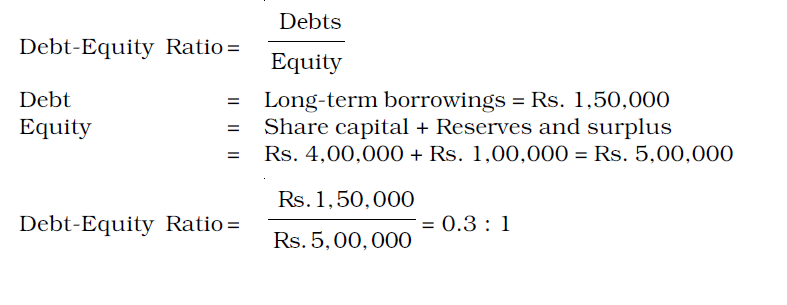 Debt-Equity Ratio = Debts / Equity
Debt = Long-term borrowings = Rs. 1,50,000
Equity = Share capital + Reserves and surplus
= Rs. 4,00,000 + Rs. 1,00,000 = Rs. 5,00,000
Debt-Equity Ratio = Rs. 1,50,000 / Rs. 5,00,000 = 0.3 : 1